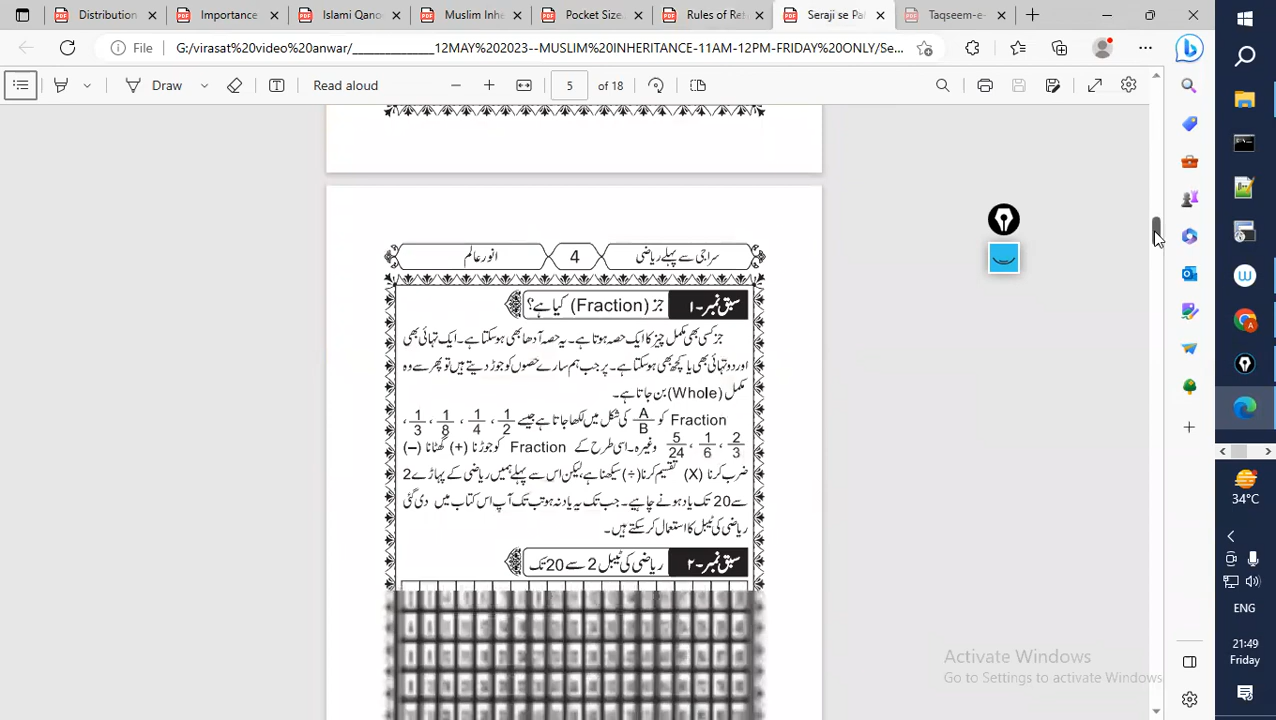 Distribution
Importance
Islami Qano
Muslim Inhe
Pocket Size.
Rules of Ret
Seraji se Pal
Taqseem-e-
File
G:/virasat%20video%20anwar/____________12MAY%202023--MUSLIM%20INHERITANCE-11AM-12PM-FRIDAY%20ONLY/Se...
Draw
Read aloud
5 of 18
سراجی سے پہلے ریاضی 4 انور عالم
سبق نمبر۔۱ جز (Fraction) کیا ہے؟
جز کسی بھی مکمل چیز کا ایک حصہ ہوتا ہے۔ یہ حصہ آدھا بھی ہوسکتا ہے۔ ایک تہائی بھی
اور دو تہائی بھی یا کچھ بھی ہوسکتا ہے۔ پر جب ہم سارے حصوں کو جوڑ دیتے ہیں تو پھر سے وہ
مکمل (Whole) بن جاتا ہے۔
Fraction کو A/B کی شکل میں لکھا جاتا ہے جیسے 1/2 ، 1/4 ، 1/8 ، 1/3 ،
2/3 ، 1/6 ، 5/24 وغیرہ۔ اسی طرح کے Fraction کو جوڑنا (+) گھٹانا (–)
ضرب کرنا (X) تقسیم کرنا (÷) سیکھنا ہے، لیکن اس سے پہلے ہمیں ریاضی کے پہاڑے 2
سے 20 تک یاد ہونے چاہیے۔ جب تک یہ یاد نہ ہو تب تک آپ اس کتاب میں دی گئی
ریاضی کی ٹیبل کا استعمال کرسکتے ہیں۔
سبق نمبر۔۲ ریاضی کی ٹیبل 2 سے 20 تک
Activate Windows
Go to Settings to activate Windows.
34°C
ENG
21:49
Friday